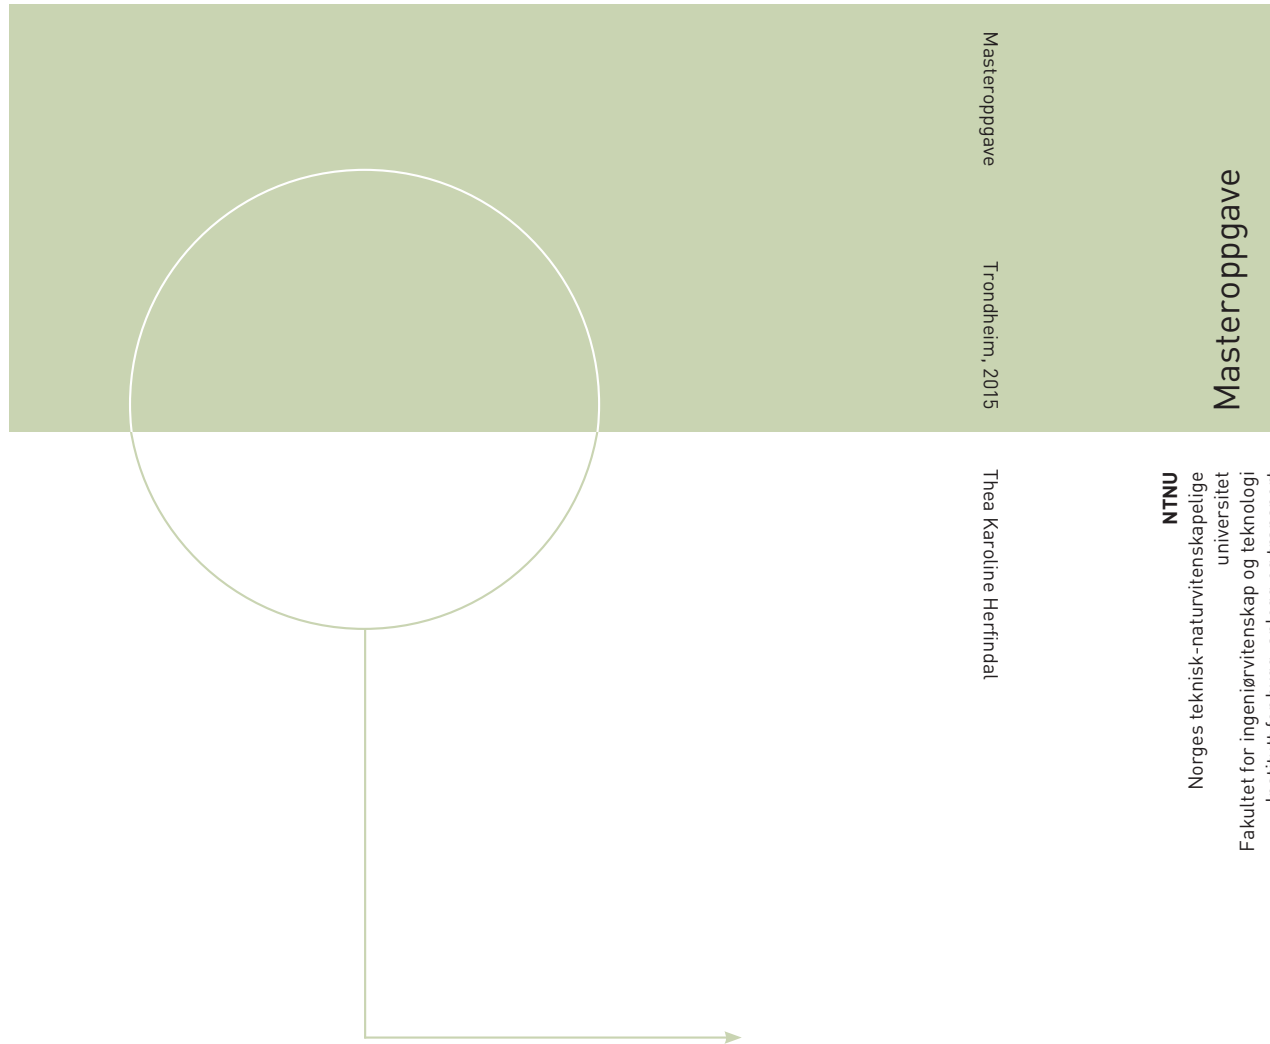 Masteroppgave
Trondheim, 2015
Thea Karoline Herfindal
Masteroppgave
NTNU
Norges teknisk-naturvitenskapelige
universitet
Fakultet for ingeniørvitenskap og teknologi